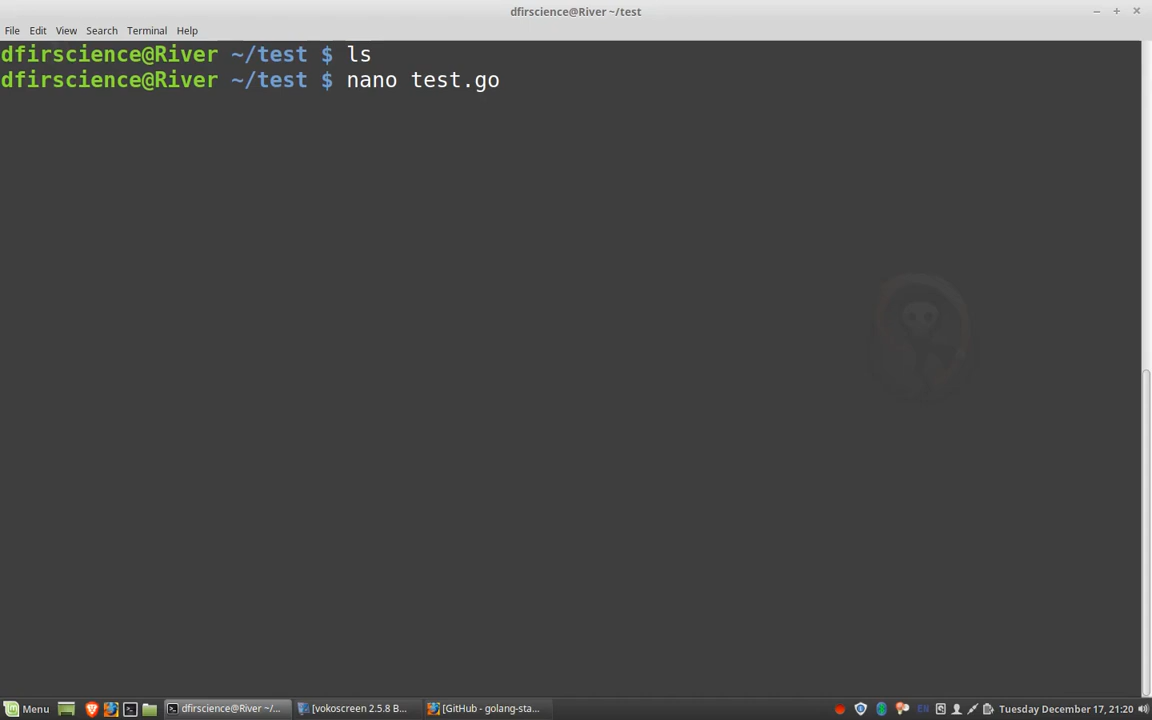 dfirscience@River ~/test
File Edit View Search Terminal Help
dfirscience@River ~/test $ ls
dfirscience@River ~/test $ nano test.go
Menu dfirscience@River ~/... [vokoscreen 2.5.8 B... [GitHub - golang-sta... EN Tuesday December 17, 21:20